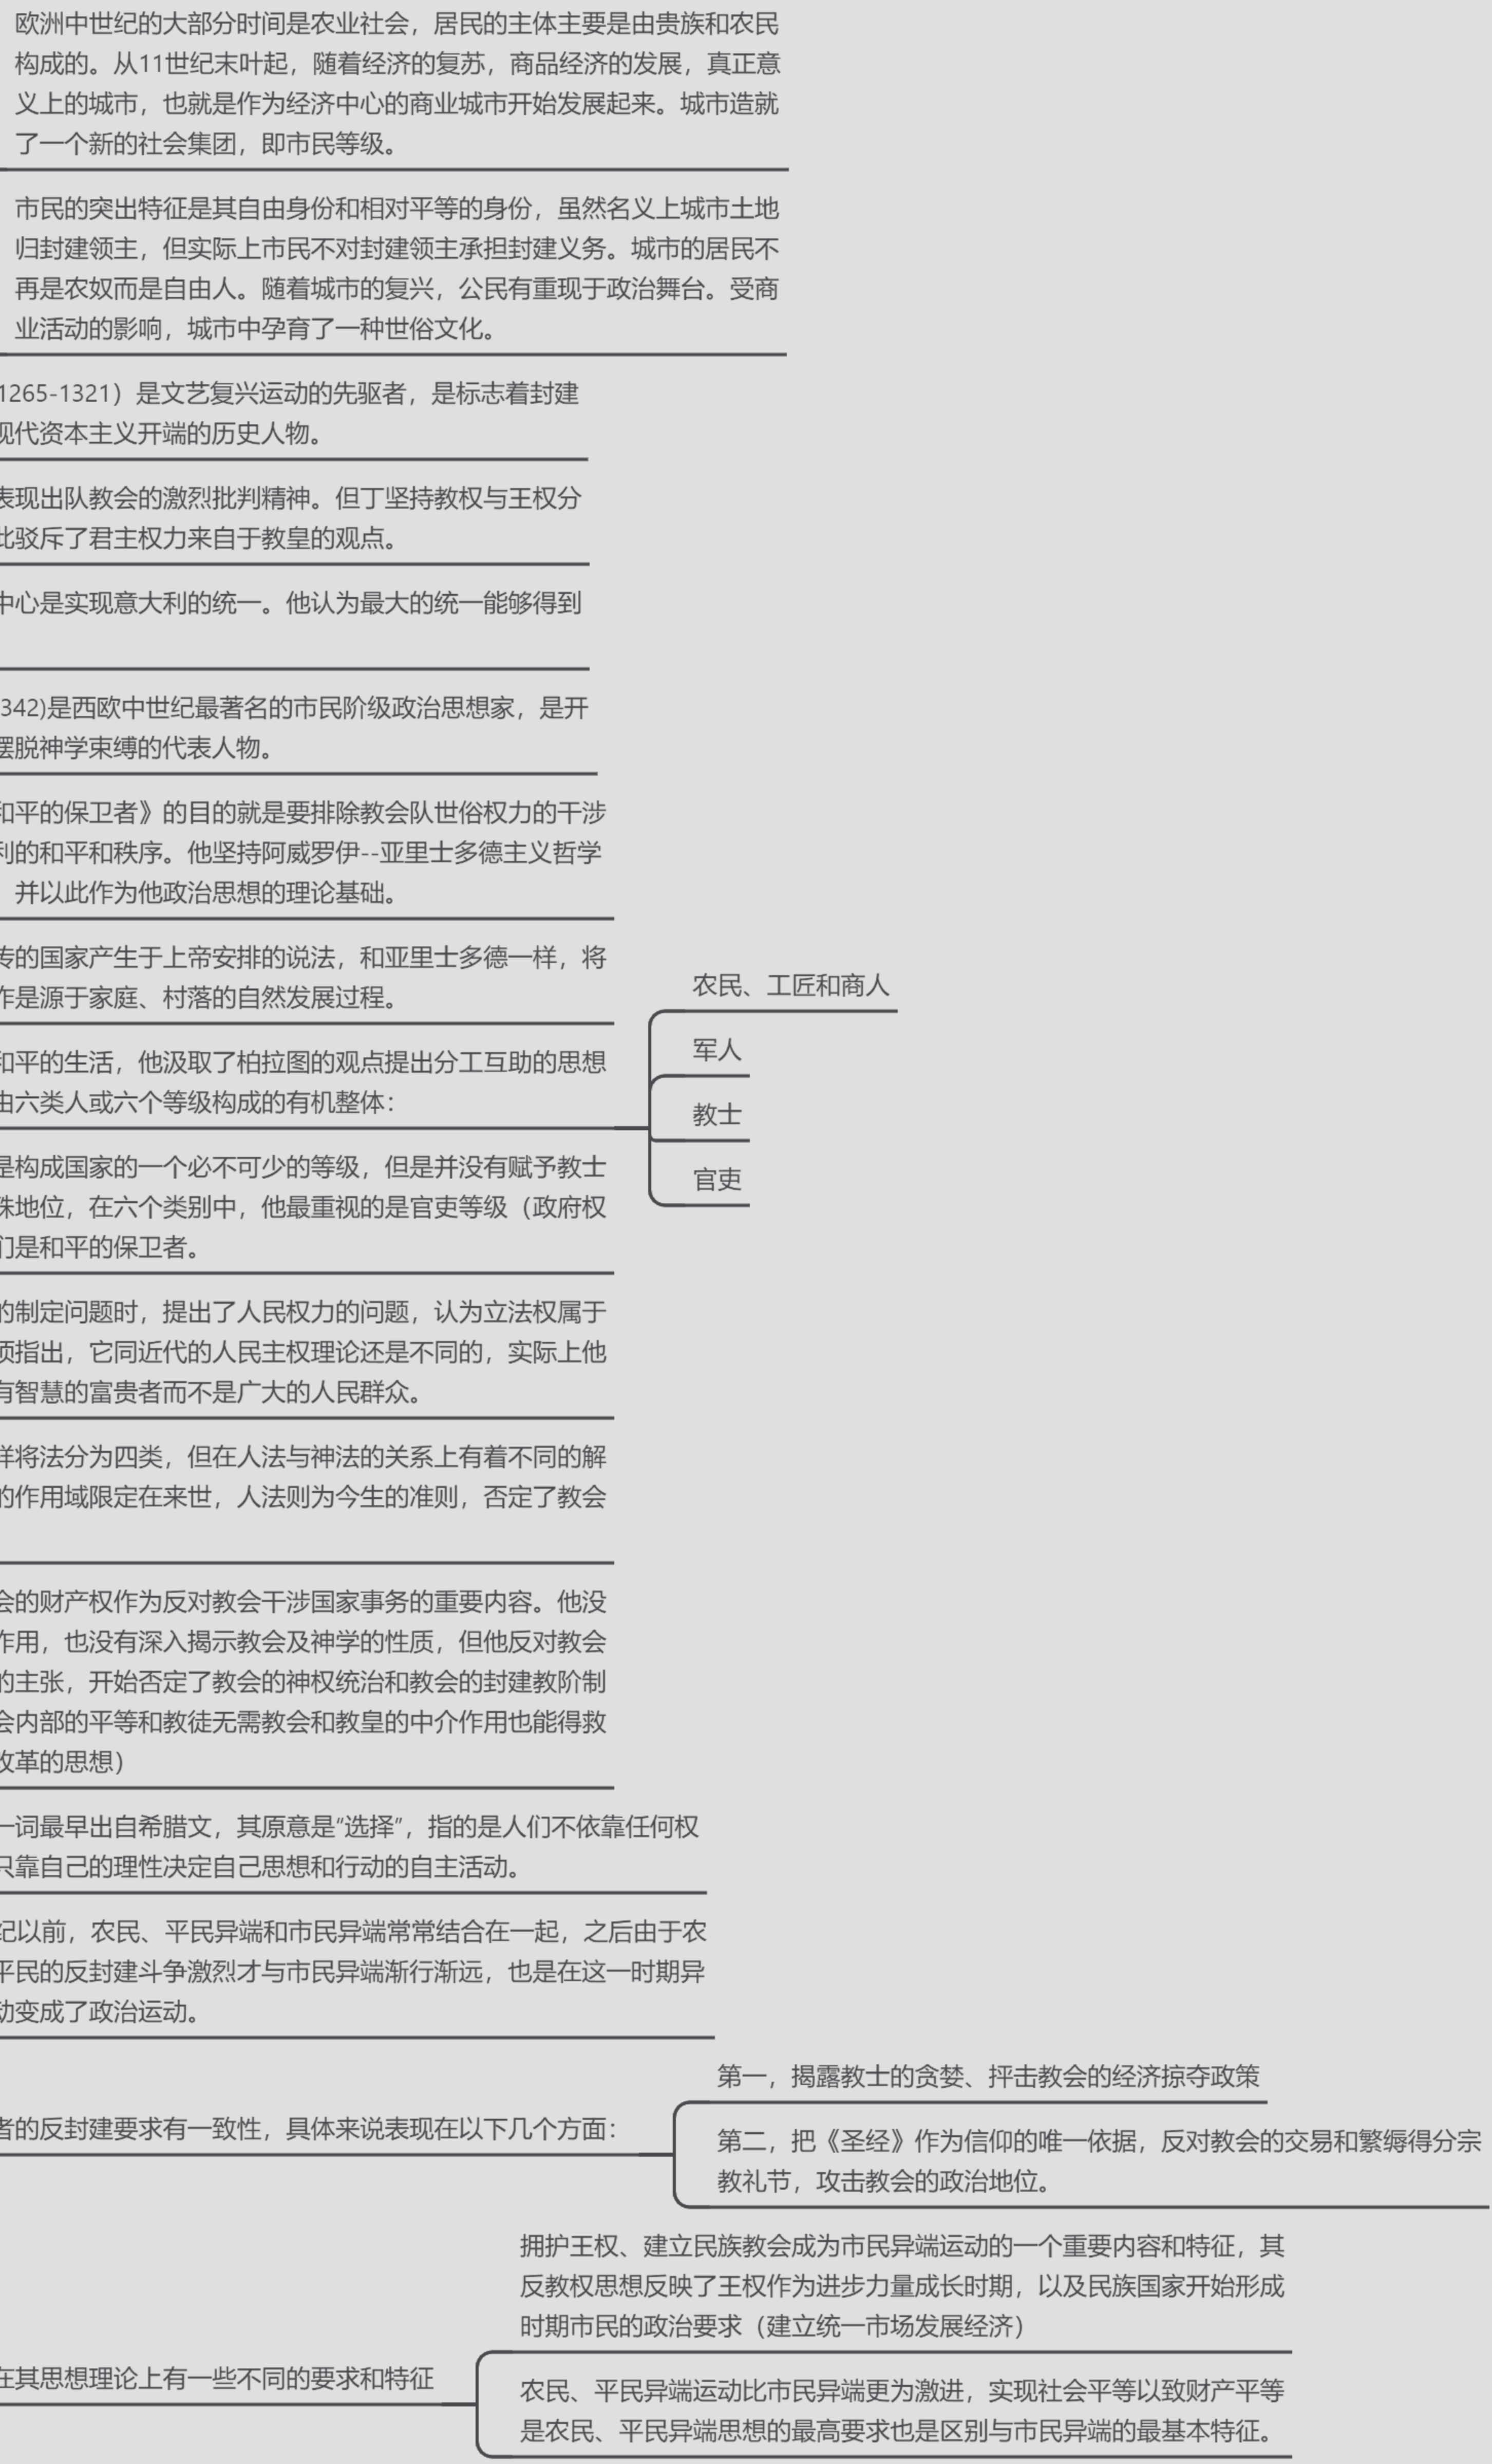 欧洲中世纪的大部分时间是农业社会，居民的主体主要是由贵族和农民
构成的。从11世纪末叶起，随着经济的复苏，商品经济的发展，真正意
义上的城市，也就是作为经济中心的商业城市开始发展起来。城市造就
了一个新的社会集团，即市民等级。
市民的突出特征是其自由身份和相对平等的身份，虽然名义上城市土地
归封建领主，但实际上市民不对封建领主承担封建义务。城市的居民不
再是农奴而是自由人。随着城市的复兴，公民有重现于政治舞台。受商
业活动的影响，城市中孕育了一种世俗文化。
1265-1321）是文艺复兴运动的先驱者，是标志着封建
现代资本主义开端的历史人物。
表现出队教会的激烈批判精神。但丁坚持教权与王权分
此驳斥了君主权力来自于教皇的观点。
中心是实现意大利的统一。他认为最大的统一能够得到
342)是西欧中世纪最著名的市民阶级政治思想家，是开
摆脱神学束缚的代表人物。
和平的保卫者》的目的就是要排除教会队世俗权力的干涉
利的和平和秩序。他坚持阿威罗伊--亚里士多德主义哲学
并以此作为他政治思想的理论基础。
传的国家产生于上帝安排的说法，和亚里士多德一样，将
作是源于家庭、村落的自然发展过程。
和平的生活，他汲取了柏拉图的观点提出分工互助的思想
由六类人或六个等级构成的有机整体：
农民、工匠和商人
军人
教士
官吏
是构成国家的一个必不可少的等级，但是并没有赋予教士
殊地位，在六个类别中，他最重视的是官吏等级（政府权
们是和平的保卫者。
的制定问题时，提出了人民权力的问题，认为立法权属于
须指出，它同近代的人民主权理论还是不同的，实际上他
有智慧的富贵者而不是广大的人民群众。
样将法分为四类，但在人法与神法的关系上有着不同的解
的作用域限定在来世，人法则为今生的准则，否定了教会
会的财产权作为反对教会干涉国家事务的重要内容。他没
作用，也没有深入揭示教会及神学的性质，但他反对教会
的主张，开始否定了教会的神权统治和教会的封建教阶制
会内部的平等和教徒无需教会和教皇的中介作用也能得救
改革的思想）
一词最早出自希腊文，其原意是“选择”，指的是人们不依靠任何权
只靠自己的理性决定自己思想和行动的自主活动。
纪以前，农民、平民异端和市民异端常常结合在一起，之后由于农
平民的反封建斗争激烈才与市民异端渐行渐远，也是在这一时期异
动变成了政治运动。
者的反封建要求有一致性，具体来说表现在以下几个方面：
第一，揭露教士的贪婪、抨击教会的经济掠夺政策
第二，把《圣经》作为信仰的唯一依据，反对教会的交易和繁缛得分宗
教礼节，攻击教会的政治地位。
在其思想理论上有一些不同的要求和特征
拥护王权、建立民族教会成为市民异端运动的一个重要内容和特征，其
反教权思想反映了王权作为进步力量成长时期，以及民族国家开始形成
时期市民的政治要求（建立统一市场发展经济）
农民、平民异端运动比市民异端更为激进，实现社会平等以致财产平等
是农民、平民异端思想的最高要求也是区别与市民异端的最基本特征。